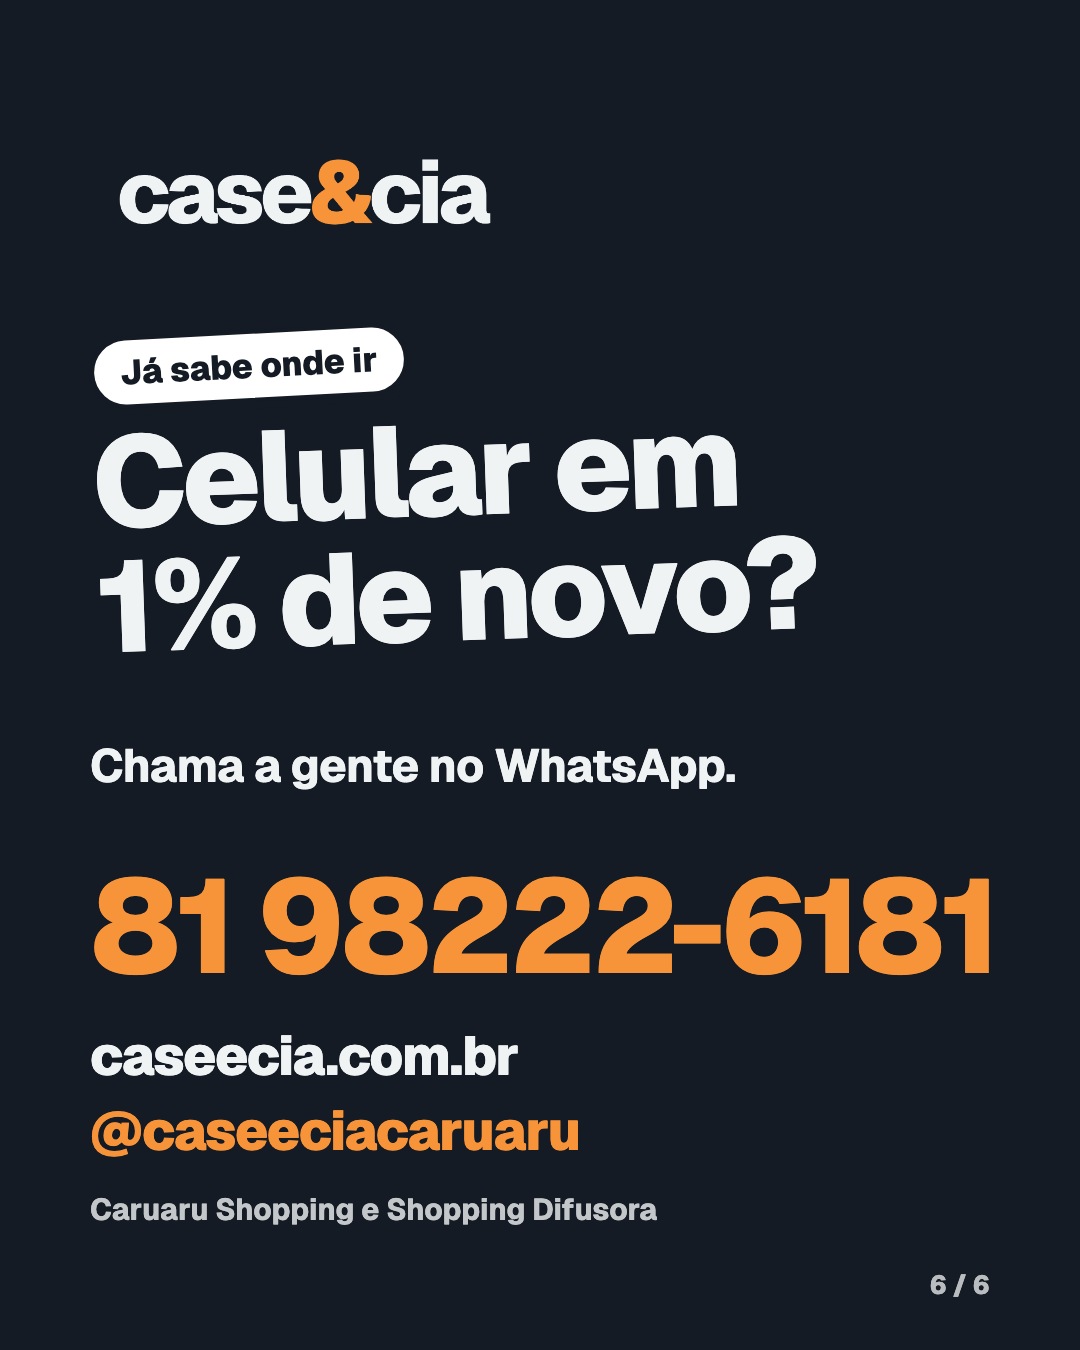 case&cia
Já sabe onde ir
Celular em
1% de novo?
Chama a gente no WhatsApp.
81 98222-6181
caseecia.com.br
@caseeciacaruaru
Caruaru Shopping e Shopping Difusora
6 / 6